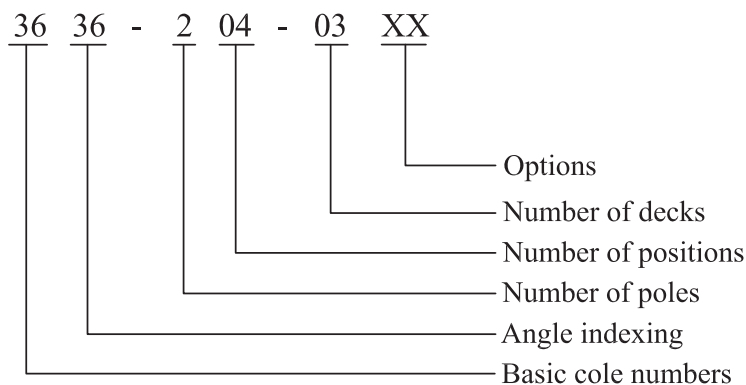 36 36 - 2 04 - 03 XX
Options
Number of decks
Number of positions
Number of poles
Angle indexing
Basic cole numbers